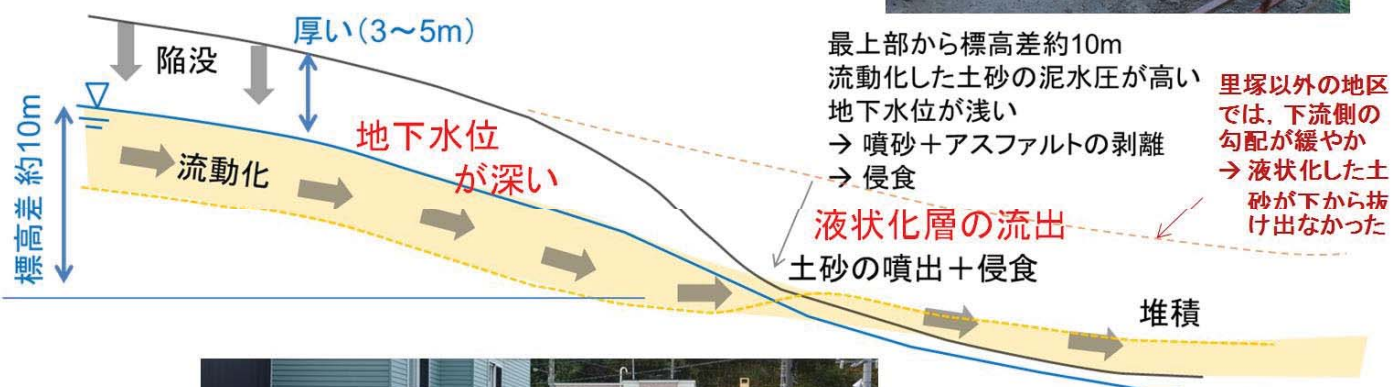 厚い(3~5m)
陥没
標高差 約10m
流動化
地下水位
が深い
最上部から標高差約10m
流動化した土砂の泥水圧が高い
地下水位が浅い
→ 噴砂+アスファルトの剥離
→ 侵食
里塚以外の地区
では,下流側の
勾配が緩やか
→ 液状化した土
砂が下から抜
け出なかった
液状化層の流出
土砂の噴出+侵食
堆積